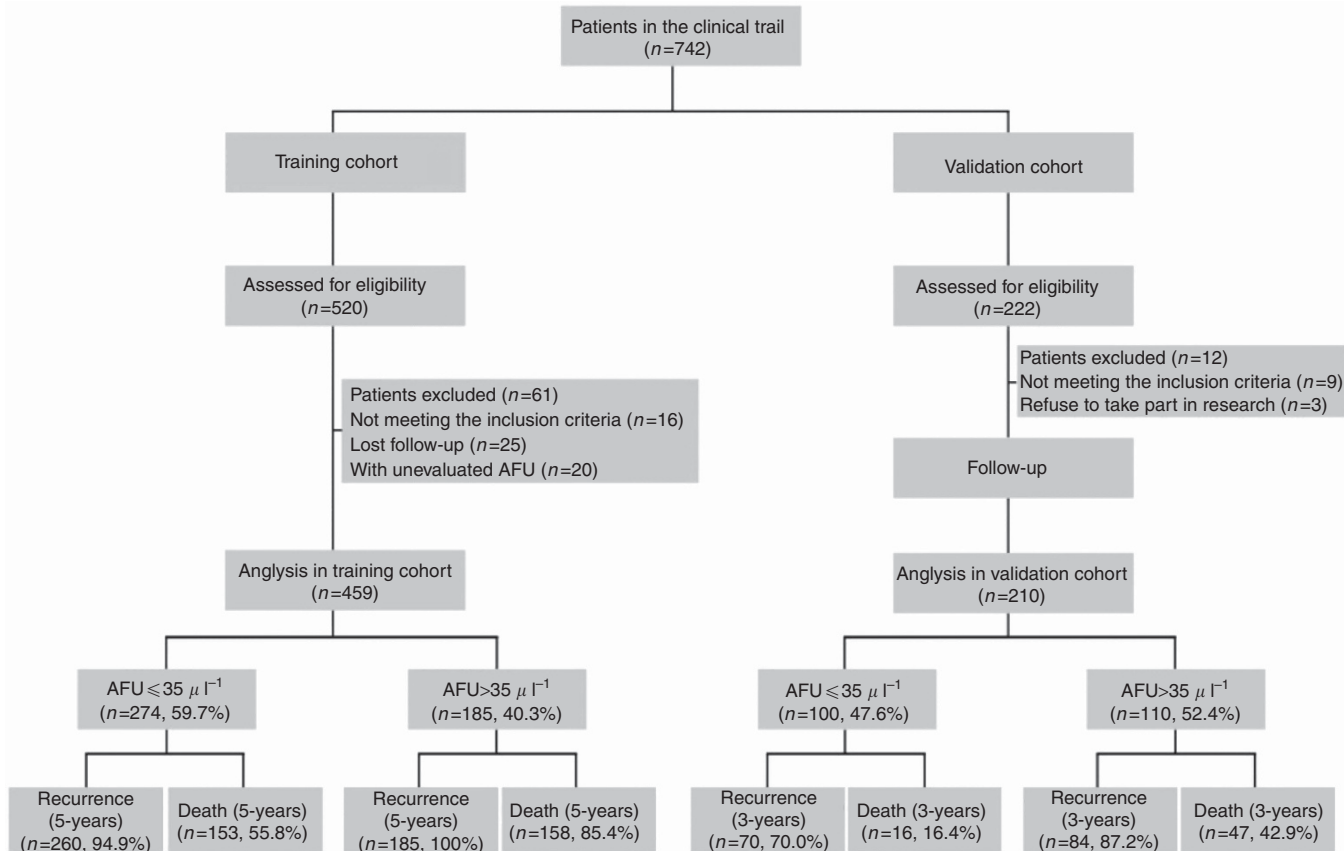 Patients in the clinical trail
(n=742)
Training cohort
Validation cohort
Assessed for eligibility
(n=520)
Assessed for eligibility
(n=222)
Patients excluded (n=12)
Not meeting the inclusion criteria (n=9)
Refuse to take part in research (n=3)
Patients excluded (n=61)
Not meeting the inclusion criteria (n=16)
Lost follow-up (n=25)
With unevaluated AFU (n=20)
Follow-up
Anglysis in training cohort
(n=459)
Anglysis in validation cohort
(n=210)
AFU⩽35 μ l⁻¹
(n=274, 59.7%)
AFU>35 μ l⁻¹
(n=185, 40.3%)
AFU⩽35 μ l⁻¹
(n=100, 47.6%)
AFU>35 μ l⁻¹
(n=110, 52.4%)
Recurrence
(5-years)
(n=260, 94.9%)
Death (5-years)
(n=153, 55.8%)
Recurrence
(5-years)
(n=185, 100%)
Death (5-years)
(n=158, 85.4%)
Recurrence
(3-years)
(n=70, 70.0%)
Death (3-years)
(n=16, 16.4%)
Recurrence
(3-years)
(n=84, 87.2%)
Death (3-years)
(n=47, 42.9%)